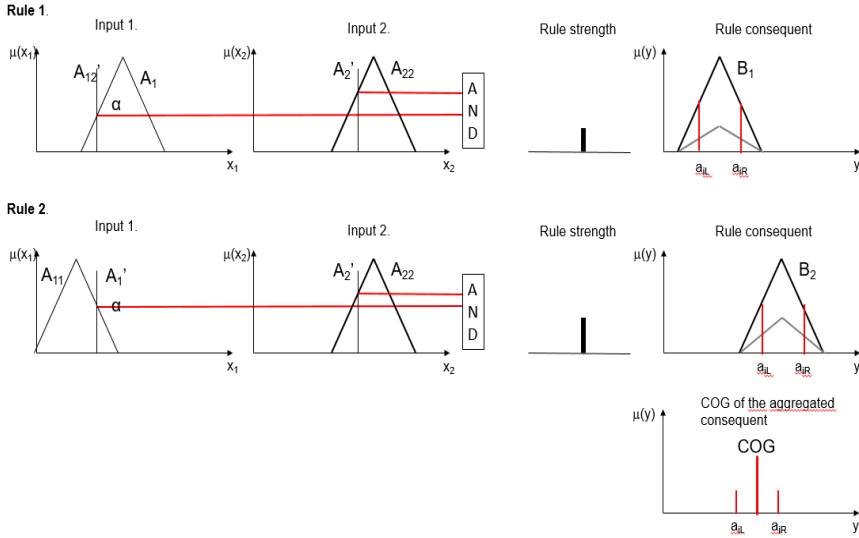 Rule 1.
Input 1.
Input 2.
Rule strength
Rule consequent
μ(x₁)
A₁₂'
A₁
α
x₁
μ(x₂)
A₂'
A₂₂
x₂
A
N
D
μ(y)
B₁
aᵢL
aᵢR
y
Rule 2.
Input 1.
Input 2.
Rule strength
Rule consequent
μ(x₁)
A₁₁
A₁'
α
x₁
μ(x₂)
A₂'
A₂₂
x₂
A
N
D
μ(y)
B₂
aᵢL
aᵢR
y
COG of the aggregated
consequent
μ(y)
COG
aᵢL
aᵢR
y